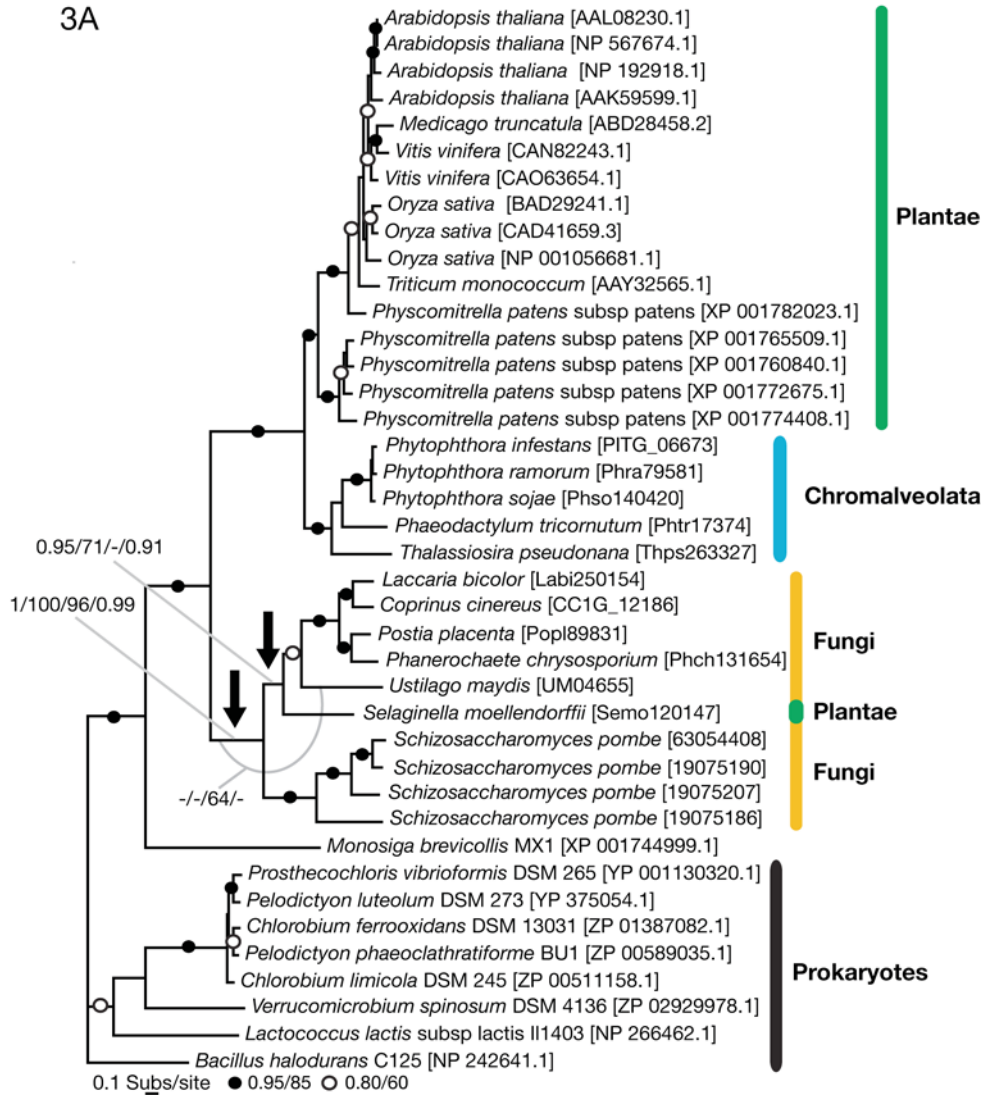 3A
Arabidopsis thaliana [AAL08230.1]
Arabidopsis thaliana [NP 567674.1]
Arabidopsis thaliana [NP 192918.1]
Arabidopsis thaliana [AAK59599.1]
Medicago truncatula [ABD28458.2]
Vitis vinifera [CAN82243.1]
Vitis vinifera [CAO63654.1]
Oryza sativa [BAD29241.1]
Oryza sativa [CAD41659.3]
Oryza sativa [NP 001056681.1]
Triticum monococcum [AAY32565.1]
Physcomitrella patens subsp patens [XP 001782023.1]
Physcomitrella patens subsp patens [XP 001765509.1]
Physcomitrella patens subsp patens [XP 001760840.1]
Physcomitrella patens subsp patens [XP 001772675.1]
Physcomitrella patens subsp patens [XP 001774408.1]
Plantae
Phytophthora infestans [PITG_06673]
Phytophthora ramorum [Phra79581]
Phytophthora sojae [Phso140420]
Phaeodactylum tricornutum [Phtr17374]
Thalassiosira pseudonana [Thps263327]
Chromalveolata
0.95/71/-/0.91
1/100/96/0.99
-/-/64/-
Laccaria bicolor [Labi250154]
Coprinus cinereus [CC1G_12186]
Postia placenta [Popl89831]
Phanerochaete chrysosporium [Phch131654]
Ustilago maydis [UM04655]
Fungi
Selaginella moellendorffii [Semo120147]
Plantae
Schizosaccharomyces pombe [63054408]
Schizosaccharomyces pombe [19075190]
Schizosaccharomyces pombe [19075207]
Schizosaccharomyces pombe [19075186]
Fungi
Monosiga brevicollis MX1 [XP 001744999.1]
Prosthecochloris vibrioformis DSM 265 [YP 001130320.1]
Pelodictyon luteolum DSM 273 [YP 375054.1]
Chlorobium ferrooxidans DSM 13031 [ZP 01387082.1]
Pelodictyon phaeoclathratiforme BU1 [ZP 00589035.1]
Chlorobium limicola DSM 245 [ZP 00511158.1]
Verrucomicrobium spinosum DSM 4136 [ZP 02929978.1]
Lactococcus lactis subsp lactis Il1403 [NP 266462.1]
Bacillus halodurans C125 [NP 242641.1]
Prokaryotes
0.1 Subs/site 0.95/85 0.80/60